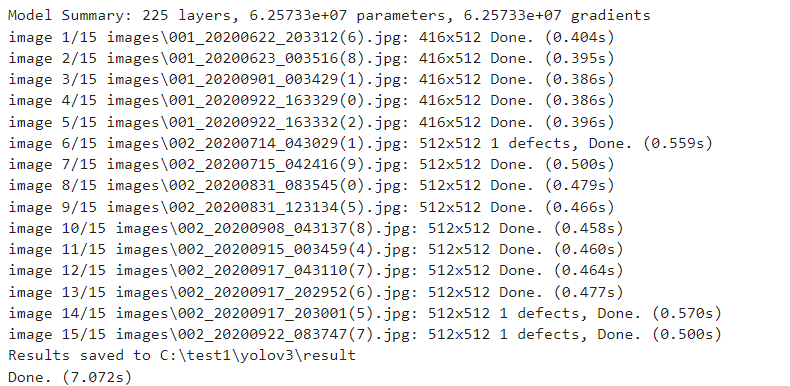 Model Summary: 225 layers, 6.25733e+07 parameters, 6.25733e+07 gradients
image 1/15 images\001_20200622_203312(6).jpg: 416x512 Done. (0.404s)
image 2/15 images\001_20200623_003516(8).jpg: 416x512 Done. (0.395s)
image 3/15 images\001_20200901_003429(1).jpg: 416x512 Done. (0.386s)
image 4/15 images\001_20200922_163329(0).jpg: 416x512 Done. (0.386s)
image 5/15 images\001_20200922_163332(2).jpg: 416x512 Done. (0.396s)
image 6/15 images\002_20200714_043029(1).jpg: 512x512 1 defects, Done. (0.559s)
image 7/15 images\002_20200715_042416(9).jpg: 512x512 Done. (0.500s)
image 8/15 images\002_20200831_083545(0).jpg: 512x512 Done. (0.479s)
image 9/15 images\002_20200831_123134(5).jpg: 512x512 Done. (0.466s)
image 10/15 images\002_20200908_043137(8).jpg: 512x512 Done. (0.458s)
image 11/15 images\002_20200915_003459(4).jpg: 512x512 Done. (0.460s)
image 12/15 images\002_20200917_043110(7).jpg: 512x512 Done. (0.464s)
image 13/15 images\002_20200917_202952(6).jpg: 512x512 Done. (0.477s)
image 14/15 images\002_20200917_203001(5).jpg: 512x512 1 defects, Done. (0.570s)
image 15/15 images\002_20200922_083747(7).jpg: 512x512 1 defects, Done. (0.500s)
Results saved to C:\test1\yolov3\result
Done. (7.072s)